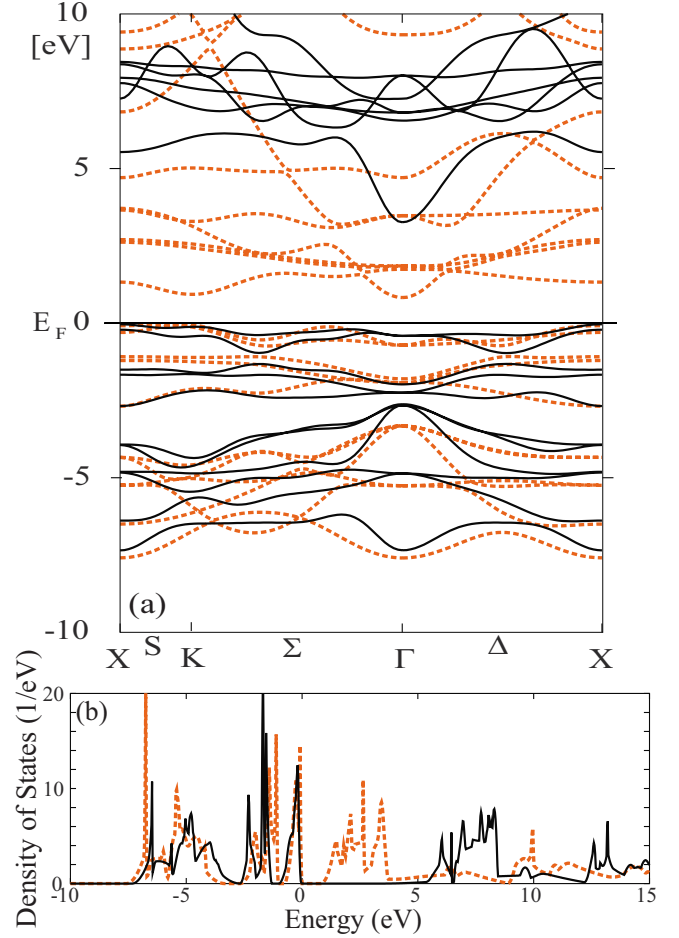 10
[eV]
5
E_F 0
-5
(a)
-10
X S K Σ Γ Δ X
Density of States (1/eV)
20
(b)
10
0
-10 -5 0 5 10 15
Energy (eV)